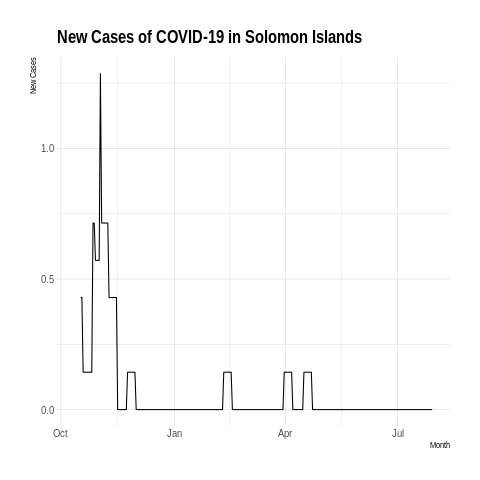 New Cases of COVID-19 in Solomon Islands
New Cases
1.0
0.5
0.0
Oct Jan Apr Jul
Month